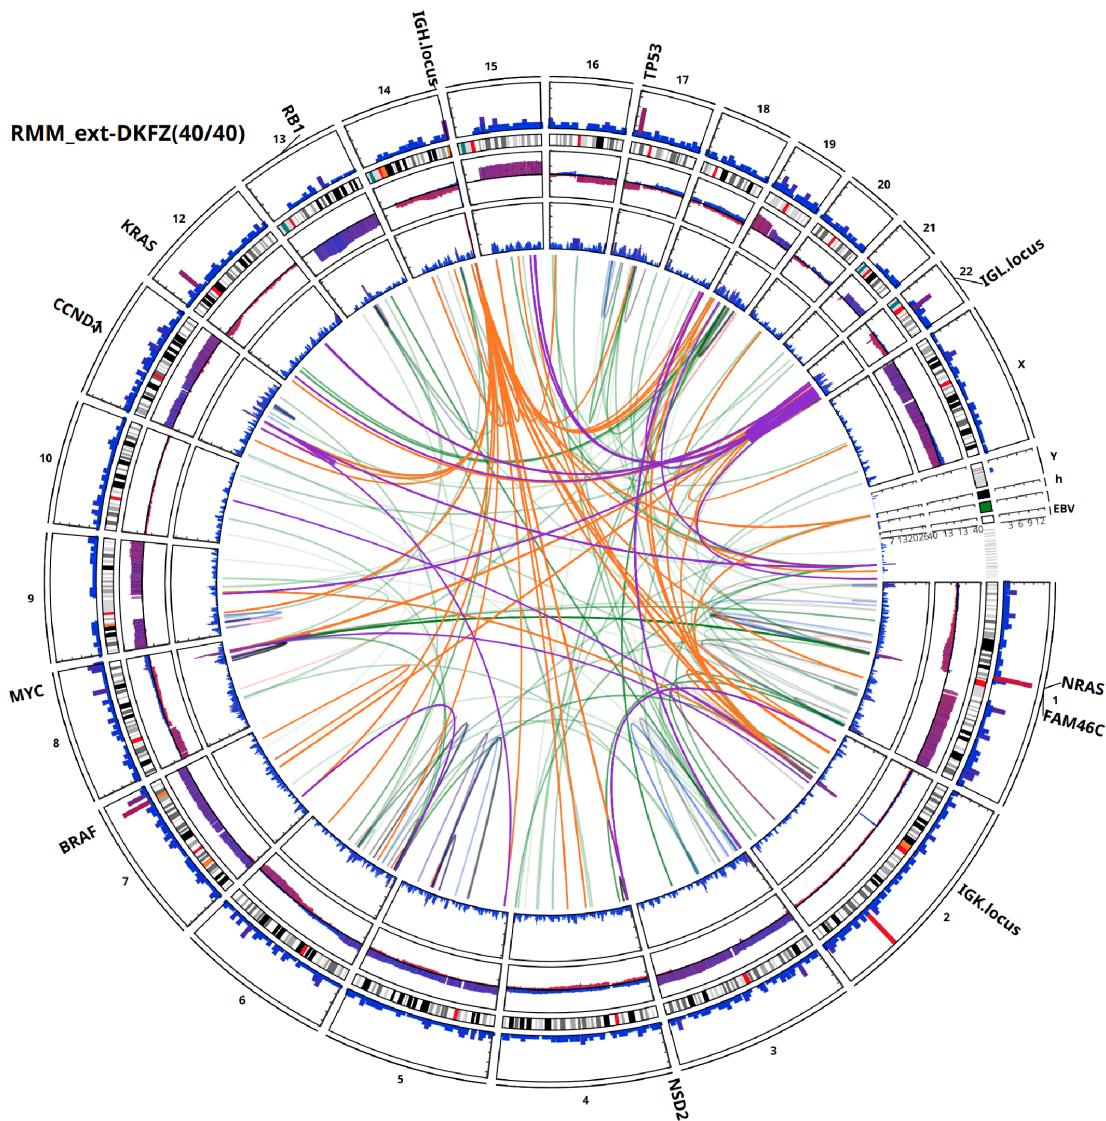 RMM_ext-DKFZ(40/40)
IGH.locus
TP53
15
16
17
14
18
RB1
13
19
20
KRAS
12
21
22
IGL.locus
CCND1
X
10
Y
h
EBV
3 6 9 12
9
NRAS
1
FAM46C
MYC
8
BRAF
7
IGK.locus
2
6
3
5
4
NSD2